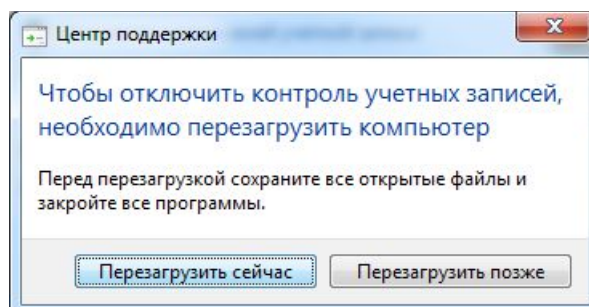 Центр поддержки
Чтобы отключить контроль учетных записей,
необходимо перезагрузить компьютер
Перед перезагрузкой сохраните все открытые файлы и
закройте все программы.
Перезагрузить сейчас
Перезагрузить позже